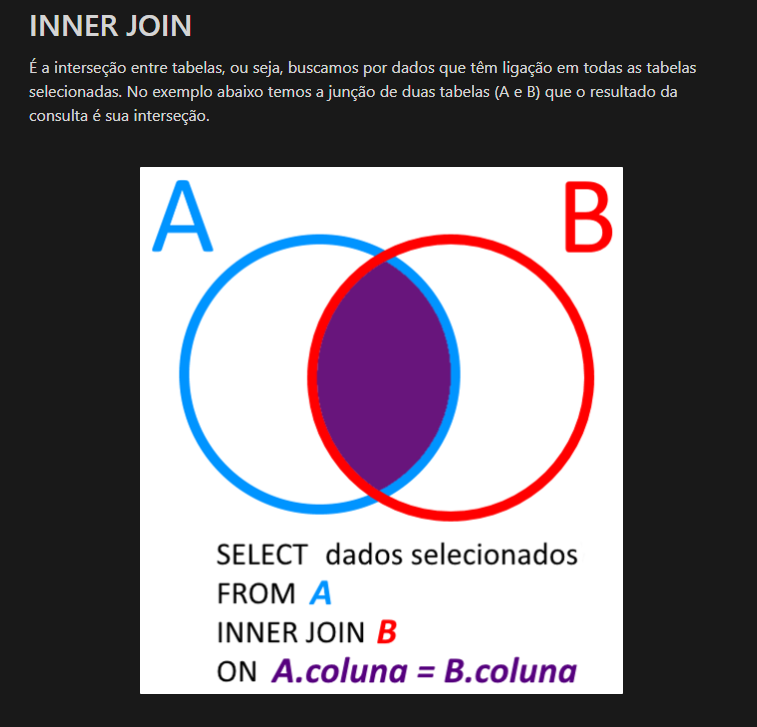 INNER JOIN
É a interseção entre tabelas, ou seja, buscamos por dados que têm ligação em todas as tabelas
selecionadas. No exemplo abaixo temos a junção de duas tabelas (A e B) que o resultado da
consulta é sua interseção.
A
B
SELECT dados selecionados
FROM A
INNER JOIN B
ON A.coluna = B.coluna